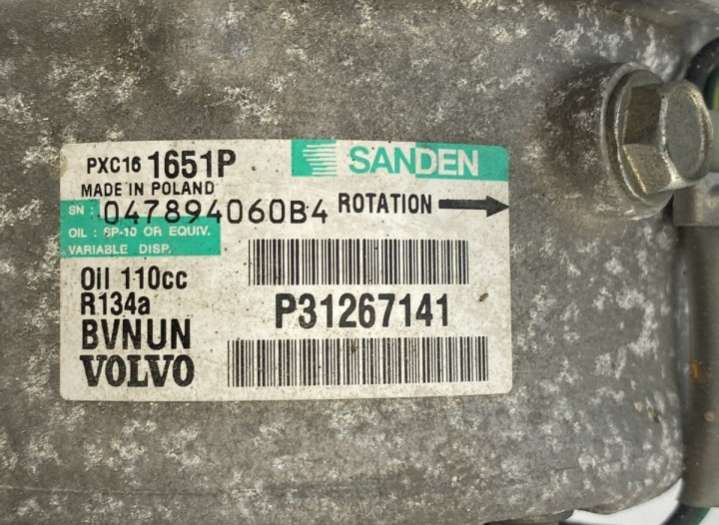 PXC16 1651P
SANDEN
MADE IN POLAND
SN : 047894060B4
ROTATION
OIL : SP-10 OR EQUIV.
VARIABLE DISP.
Oil 110cc
R134a
P31267141
BVNUN
VOLVO